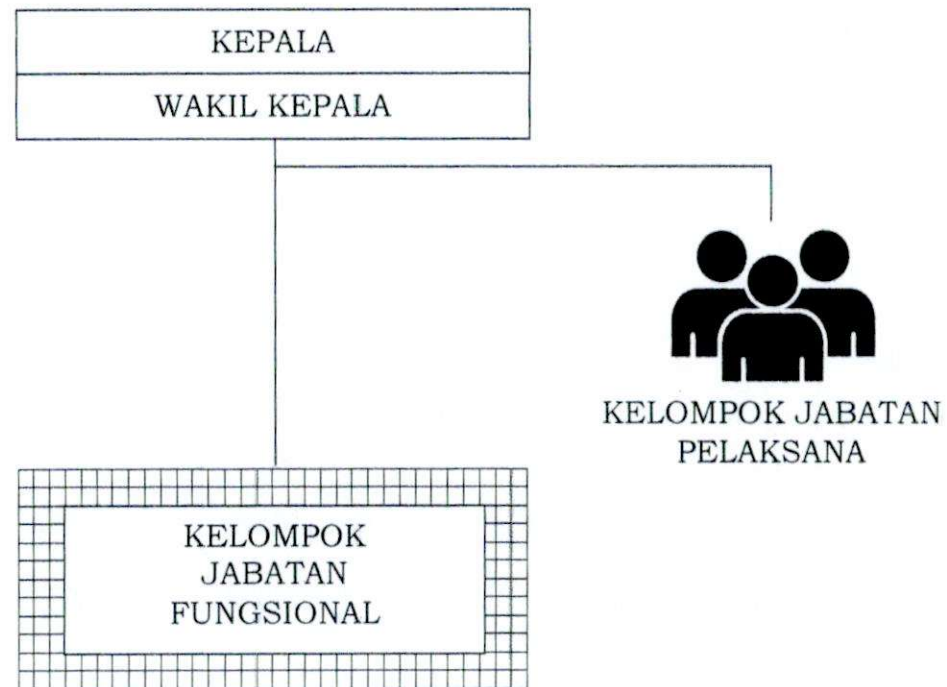 KEPALA
WAKIL KEPALA
KELOMPOK JABATAN
PELAKSANA
KELOMPOK
JABATAN
FUNGSIONAL